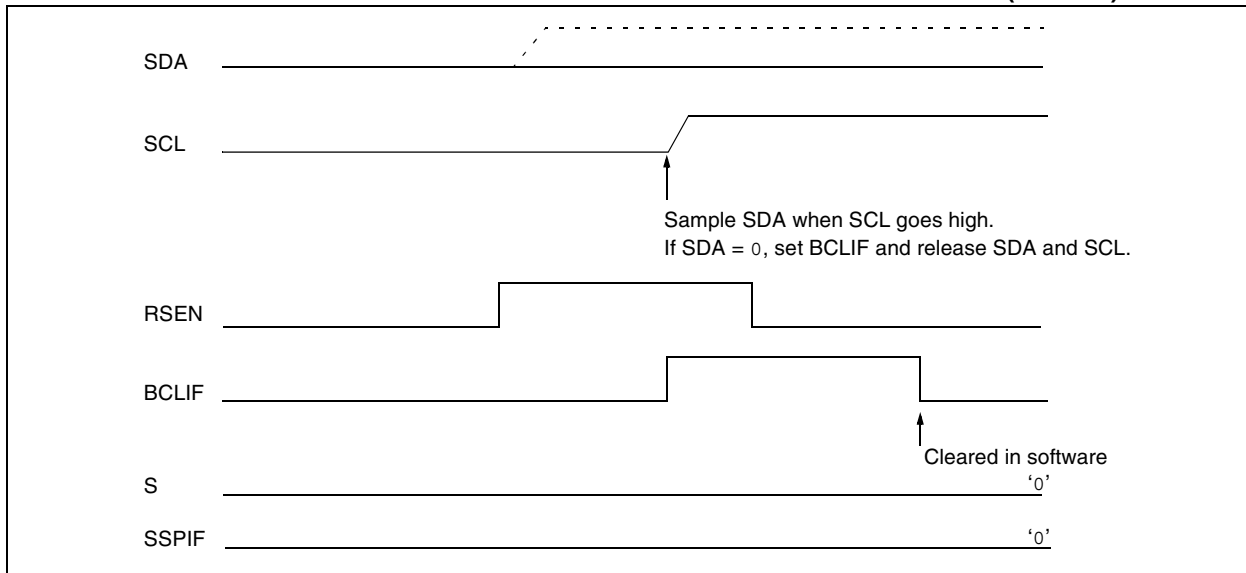 SDA
SCL
Sample SDA when SCL goes high.
If SDA = 0, set BCLIF and release SDA and SCL.
RSEN
BCLIF
Cleared in software
S
‘0’
SSPIF
‘0’